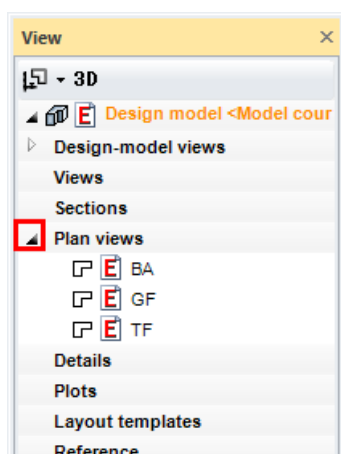 View
3D
E Design model <Model cour
Design-model views
Views
Sections
Plan views
E BA
E GF
E TF
Details
Plots
Layout templates
Reference